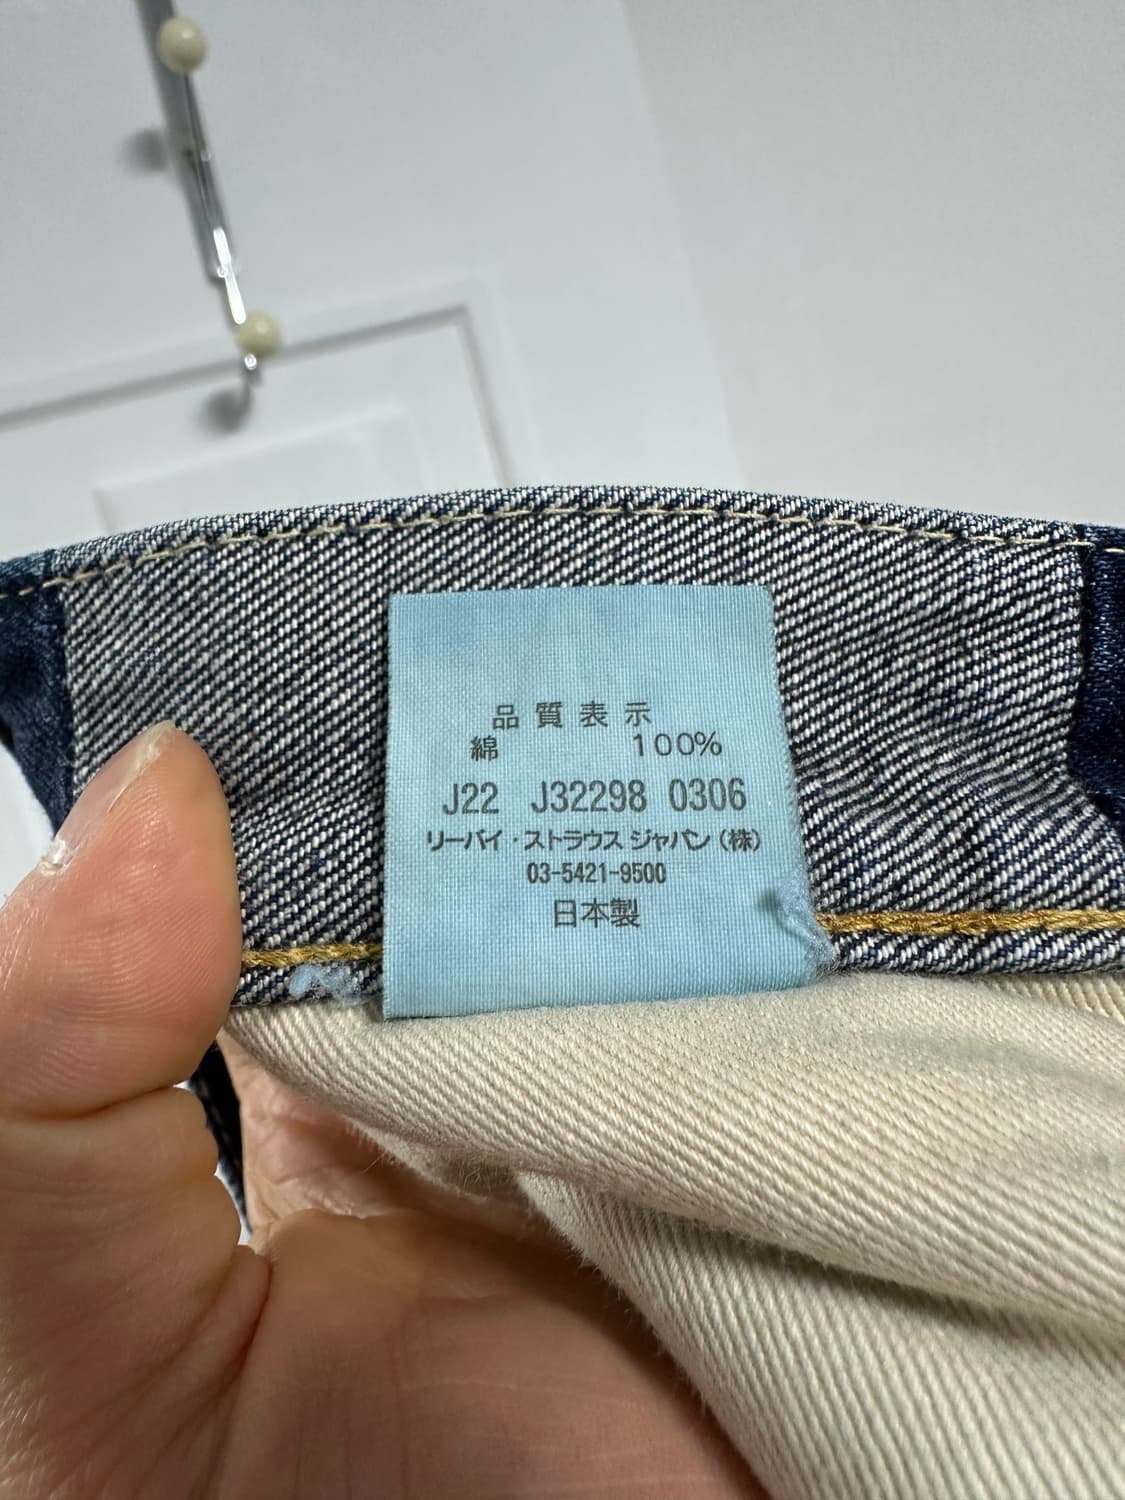 品質表示
綿 100%
J22 J32298 0306
リーバイ・ストラウス ジャパン(株)
03-5421-9500
日本製